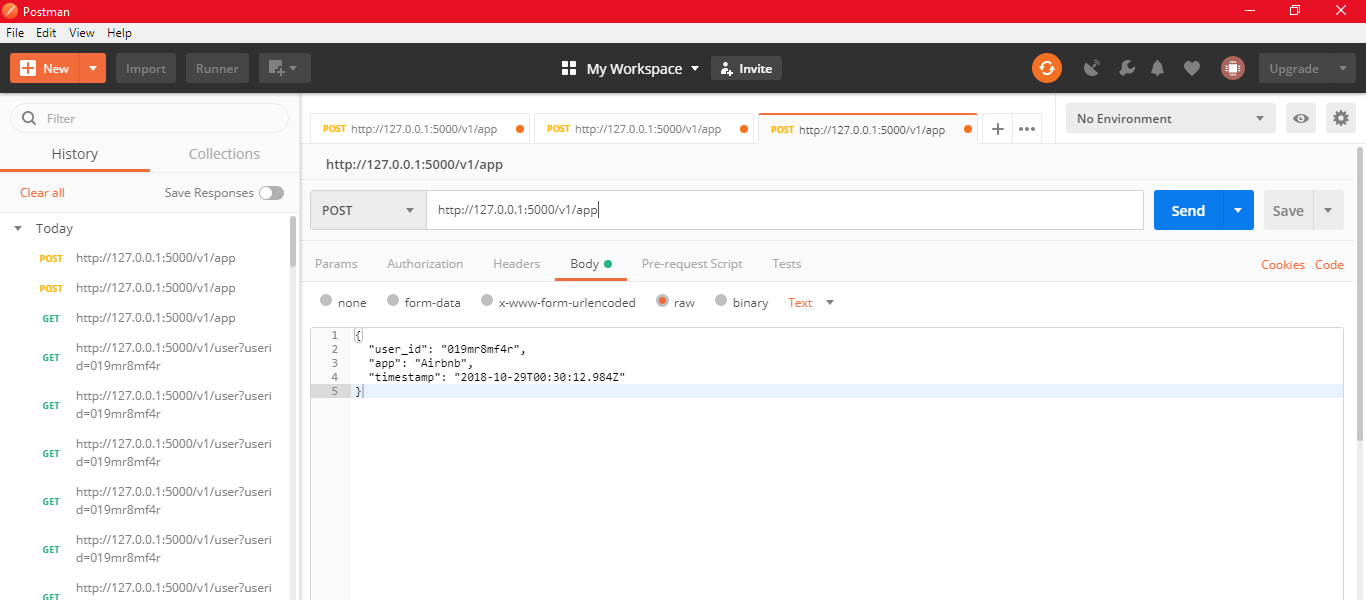 Postman
File Edit View Help
New Import Runner My Workspace Invite Upgrade
Filter
History Collections
Clear all Save Responses
Today
POST http://127.0.0.1:5000/v1/app
POST http://127.0.0.1:5000/v1/app
GET http://127.0.0.1:5000/v1/app
GET http://127.0.0.1:5000/v1/user?useri
d=019mr8mf4r
GET http://127.0.0.1:5000/v1/user?useri
d=019mr8mf4r
GET http://127.0.0.1:5000/v1/user?useri
d=019mr8mf4r
GET http://127.0.0.1:5000/v1/user?useri
d=019mr8mf4r
GET http://127.0.0.1:5000/v1/user?useri
d=019mr8mf4r
GET http://127.0.0.1:5000/v1/user?useri
POST http://127.0.0.1:5000/v1/app POST http://127.0.0.1:5000/v1/app POST http://127.0.0.1:5000/v1/app No Environment
http://127.0.0.1:5000/v1/app
POST http://127.0.0.1:5000/v1/app Send Save
Params Authorization Headers Body Pre-request Script Tests Cookies Code
none form-data x-www-form-urlencoded raw binary Text
1 {
2 "user_id": "019mr8mf4r",
3 "app": "Airbnb",
4 "timestamp": "2018-10-29T00:30:12.984Z"
5 }